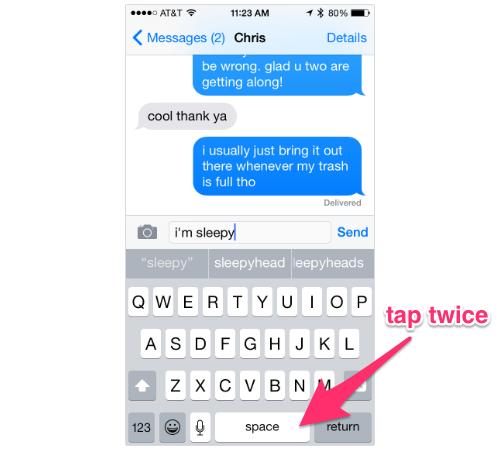 AT&T 11:23 AM 80%
Messages (2) Chris Details
be wrong. glad u two are
getting along!
cool thank ya
i usually just bring it out
there whenever my trash
is full tho
Delivered
i'm sleepy Send
"sleepy" sleepyhead leepyheads
Q W E R T Y U I O P
tap twice
A S D F G H J K L
Z X C V B N M
123 space return